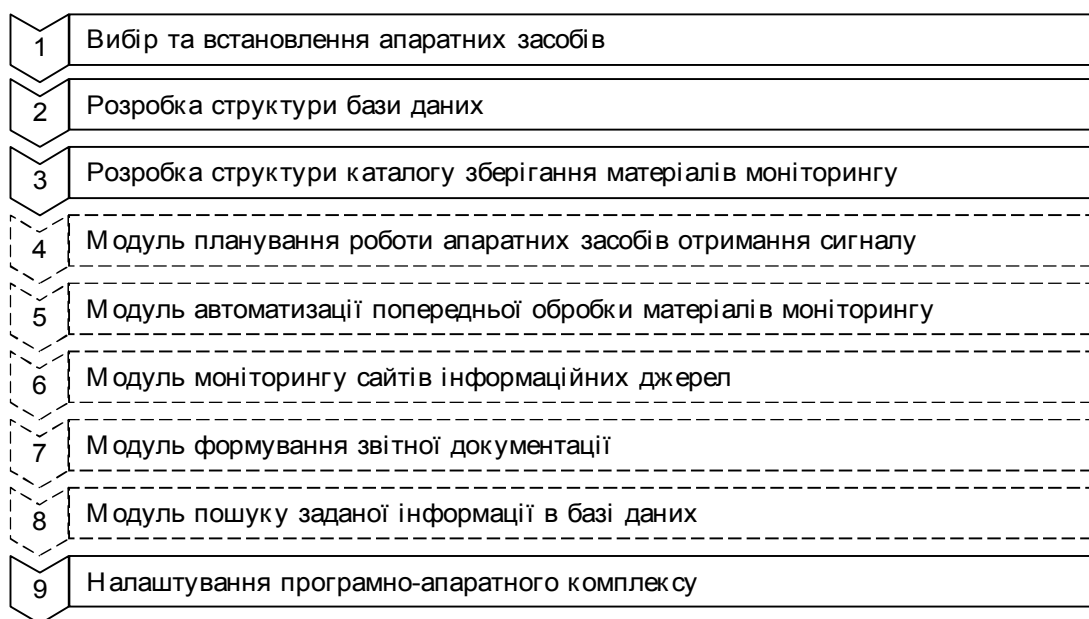 1 Вибір та встановлення апаратних засобів
2 Розробка структури бази даних
3 Розробка структури каталогу зберігання матеріалів моніторингу
4 Модуль планування роботи апаратних засобів отримання сигналу
5 Модуль автоматизації попередньої обробки матеріалів моніторингу
6 Модуль моніторингу сайтів інформаційних джерел
7 Модуль формування звітної документації
8 Модуль пошуку заданої інформації в базі даних
9 Налаштування програмно-апаратного комплексу